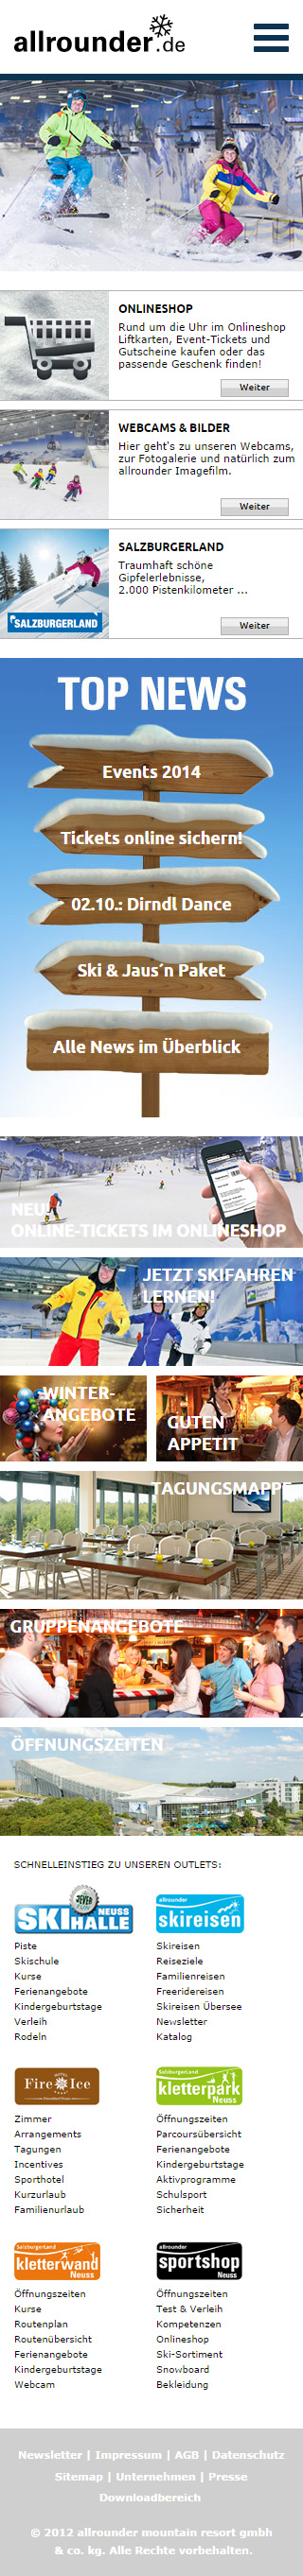 allrounder.de
ONLINESHOP
Rund um die Uhr im Onlineshop
Liftkarten, Event-Tickets und
Gutscheine kaufen oder das
passende Geschenk finden!
Weiter
WEBCAMS & BILDER
Hier geht's zu unseren Webcams,
zur Fotogalerie und natürlich zum
allrounder Imagefilm.
Weiter
SALZBURGERLAND
Traumhaft schöne
Gipfelerlebnisse,
2.000 Pistenkilometer ...
SALZBURGERLAND
Weiter
TOP NEWS
Events 2014
Tickets online sichern!
02.10.: Dirndl Dance
Ski & Jaus´n Paket
Alle News im Überblick
NEU:
ONLINE-TICKETS IM ONLINESHOP
JETZT SKIFAHREN
LERNEN!
WINTER-
ANGEBOTE
GUTEN
APPETIT
TAGUNGSMAPPE
GRUPPENANGEBOTE
ÖFFNUNGSZEITEN
SCHNELLEINSTIEG ZU UNSEREN OUTLETS:
JEVER
SKIHALLE
NEUSS
Piste
Skischule
Kurse
Ferienangebote
Kindergeburtstage
Verleih
Rodeln
allrounder
skireisen
Skireisen
Reiseziele
Familienreisen
Freeridereisen
Skireisen Übersee
Newsletter
Katalog
Fire Ice
Zimmer
Arrangements
Tagungen
Incentives
Sporthotel
Kurzurlaub
Familienurlaub
SalzburgerLand
kletterpark
Neuss
Öffnungszeiten
Parcoursübersicht
Ferienangebote
Kindergeburtstage
Aktivprogramme
Schulsport
Sicherheit
SalzburgerLand
kletterwand
Neuss
Öffnungszeiten
Kurse
Routenplan
Routenübersicht
Ferienangebote
Kindergeburtstage
Webcam
allrounder
sportshop
Neuss
Öffnungszeiten
Test & Verleih
Kompetenzen
Onlineshop
Ski-Sortiment
Snowboard
Bekleidung
Newsletter | Impressum | AGB | Datenschutz
Sitemap | Unternehmen | Presse
Downloadbereich
© 2012 allrounder mountain resort gmbh
& co. kg. Alle Rechte vorbehalten.